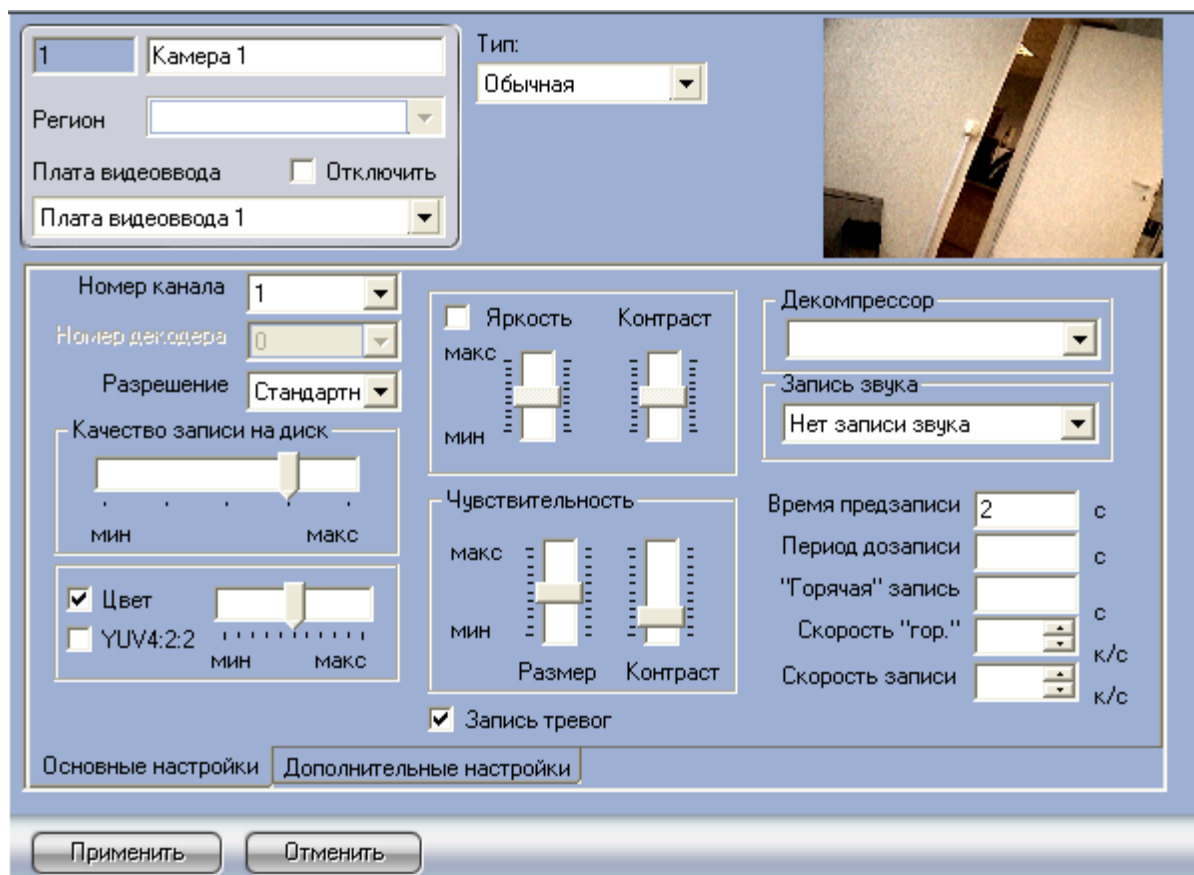 1
Камера 1
Тип:
Обычная
Регион
Плата видеоввода
Отключить
Плата видеоввода 1
Номер канала
1
Номер декодера
0
Разрешение
Стандартн
Качество записи на диск
мин
макс
Цвет
YUV4:2:2
мин
макс
Яркость
Контраст
макс
мин
Чувствительность
макс
мин
Размер
Контраст
Запись тревог
Декомпрессор
Запись звука
Нет записи звука
Время предзаписи
2
с
Период дозаписи
с
"Горячая" запись
с
Скорость "гор."
к/с
Скорость записи
к/с
Основные настройки
Дополнительные настройки
Применить
Отменить